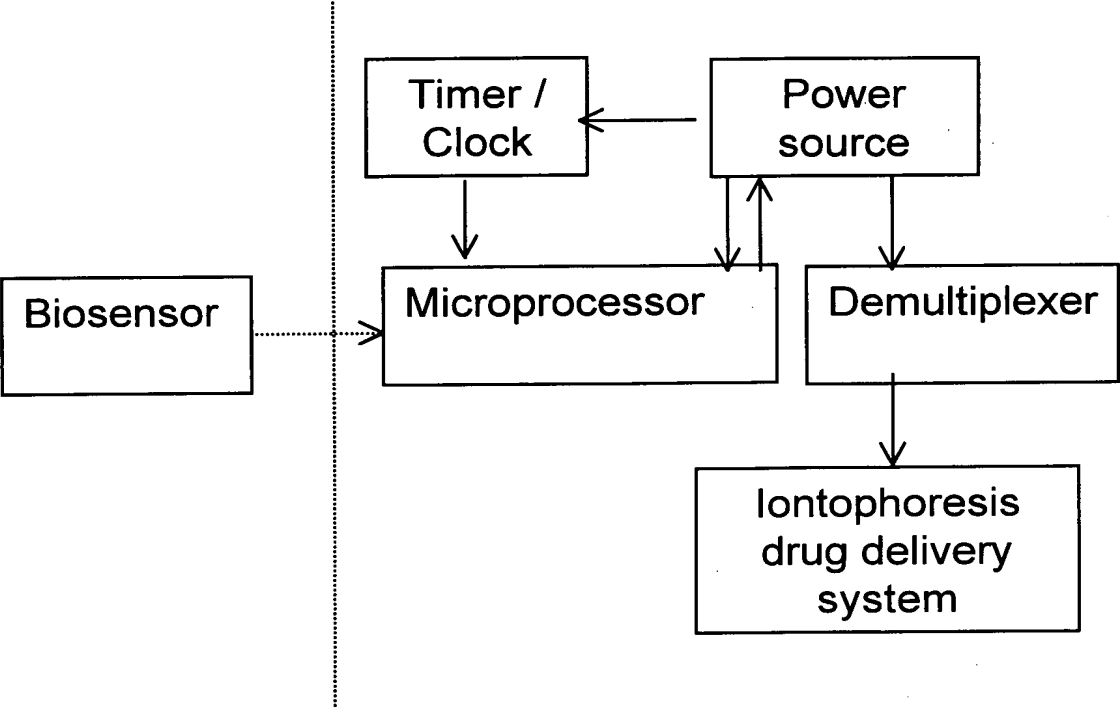 Timer /
Clock
Power
source
Biosensor
Microprocessor
Demultiplexer
Iontophoresis
drug delivery
system